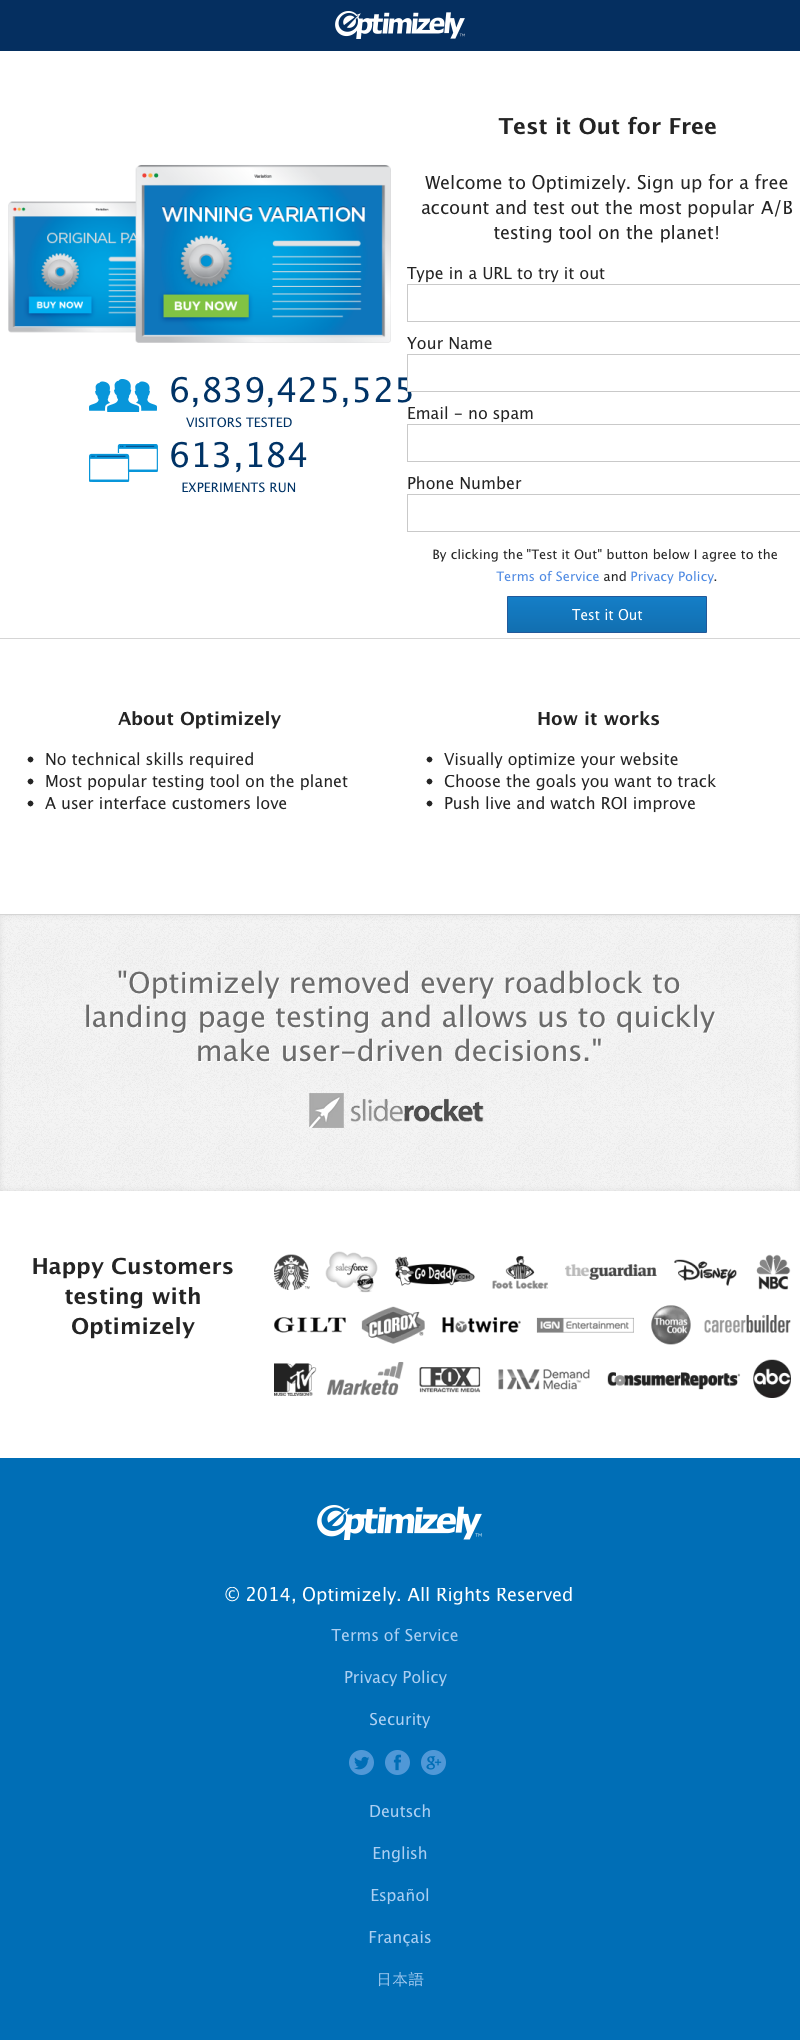 Optimizely
Test it Out for Free
Welcome to Optimizely. Sign up for a free
account and test out the most popular A/B
testing tool on the planet!
Variation
WINNING VARIATION
BUY NOW
ORIGINAL PA
BUY NOW
6,839,425,525
VISITORS TESTED
613,184
EXPERIMENTS RUN
Type in a URL to try it out
Your Name
Email - no spam
Phone Number
By clicking the "Test it Out" button below I agree to the
Terms of Service and Privacy Policy.
Test it Out
About Optimizely
• No technical skills required
• Most popular testing tool on the planet
• A user interface customers love
How it works
• Visually optimize your website
• Choose the goals you want to track
• Push live and watch ROI improve
"Optimizely removed every roadblock to
landing page testing and allows us to quickly
make user-driven decisions."
sliderocket
Happy Customers
testing with
Optimizely
salesforce
Go Daddy.com
Foot Locker
theguardian
Disney
NBC
GILT
CLOROX
Hotwire
IGN Entertainment
Thomas Cook
careerbuilder
MTV
MUSIC TELEVISION
Marketo
FOX
INTERACTIVE MEDIA
Demand
Media™
ConsumerReports
abc
Optimizely™
© 2014, Optimizely. All Rights Reserved
Terms of Service
Privacy Policy
Security
Deutsch
English
Español
Français
日本語